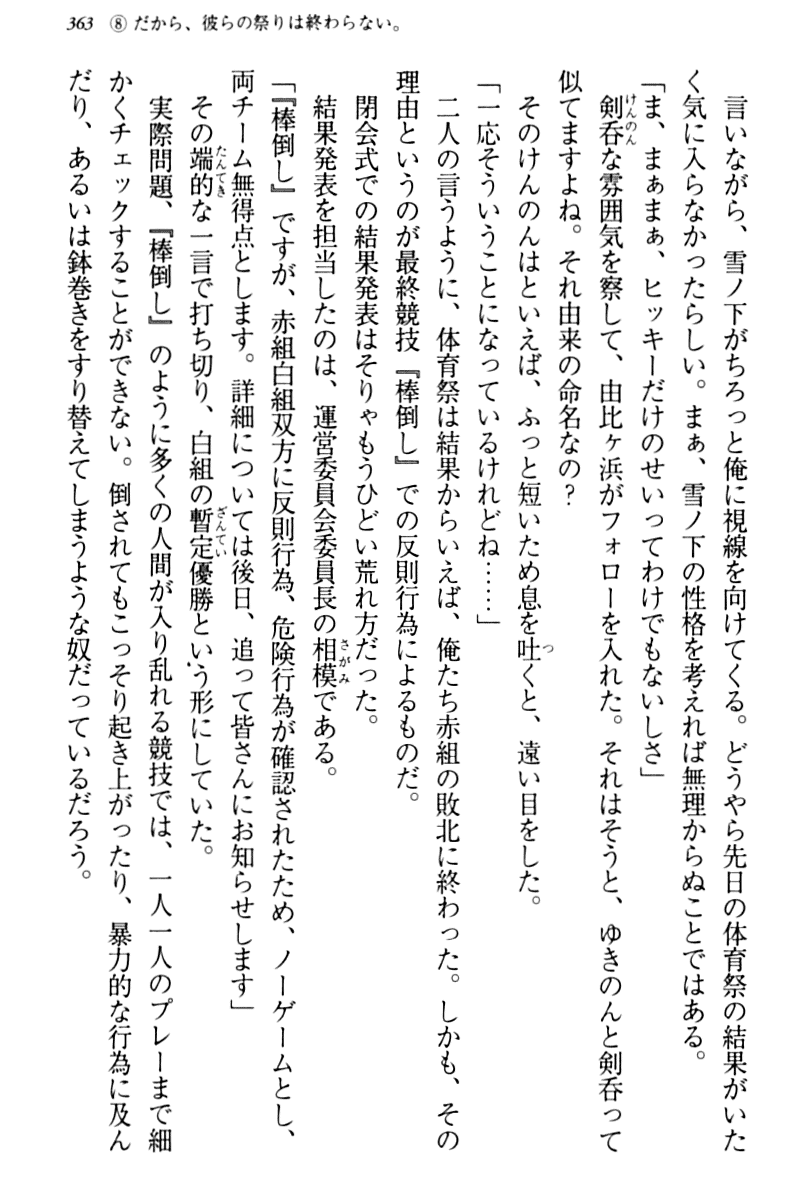 363 ⑧ だから、彼らの祭りは終わらない。
言いながら、雪ノ下がちろっと俺に視線を向けてくる。どうやら先日の体育祭の結果がいた
く気に入らなかったらしい。まぁ、雪ノ下の性格を考えれば無理からぬことではある。
「ま、まぁまぁ、ヒッキーだけのせいってわけでもないしさ」
剣呑な雰囲気を察して、由比ヶ浜がフォローを入れた。それはそうと、ゆきのんと剣呑って
似てますよね。それ由来の命名なの?
そのけんのんはといえば、ふっと短いため息を吐くと、遠い目をした。
「一応そういうことになっているけれどね……」
二人の言うように、体育祭は結果からいえば、俺たち赤組の敗北に終わった。しかも、その
理由というのが最終競技『棒倒し』での反則行為によるものだ。
閉会式での結果発表はそりゃもうひどい荒れ方だった。
結果発表を担当したのは、運営委員会委員長の相模である。
「『棒倒し』ですが、赤組白組双方に反則行為、危険行為が確認されたため、ノーゲームとし、
両チーム無得点とします。詳細については後日、追って皆さんにお知らせします」
その端的な一言で打ち切り、白組の暫定優勝という形にしていた。
実際問題、『棒倒し』のように多くの人間が入り乱れる競技では、一人一人のプレーまで細
かくチェックすることができない。倒されてもこっそり起き上がったり、暴力的な行為に及ん
だり、あるいは鉢巻きをすり替えてしまうような奴だっているだろう。